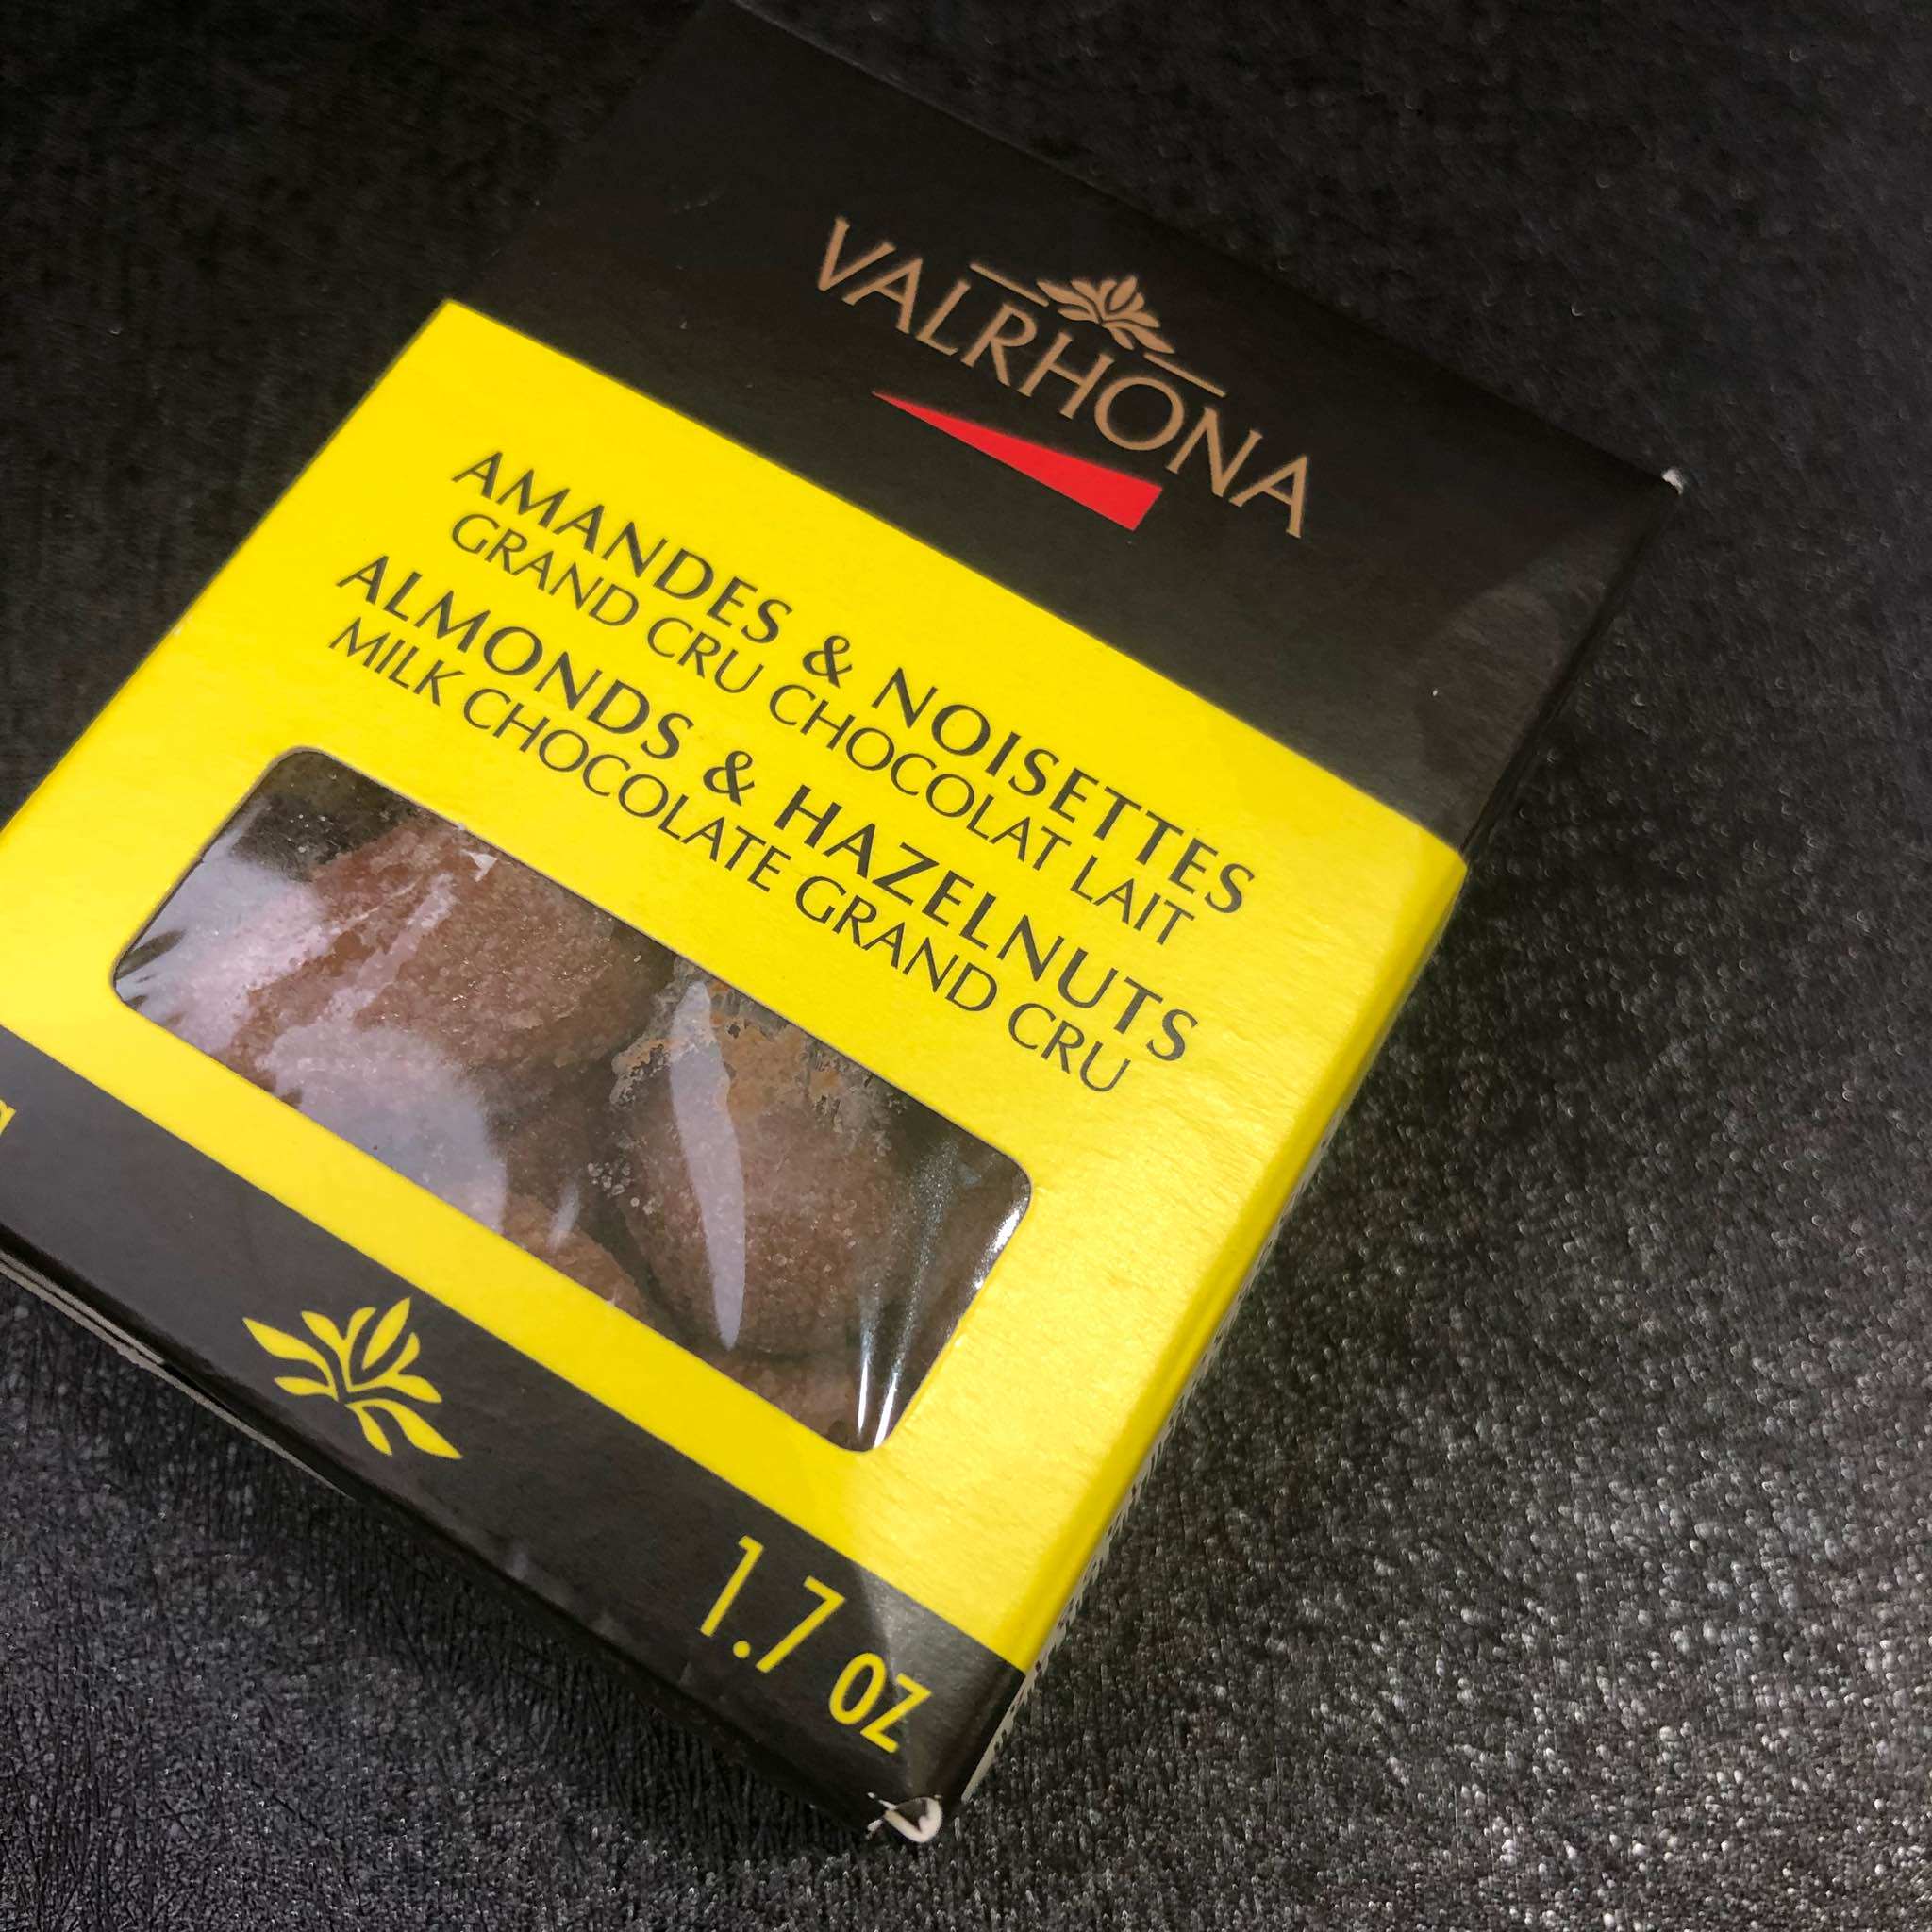 VALRHONA
AMANDES & NOISETTES
GRAND CRU CHOCOLAT LAIT
ALMONDS & HAZELNUTS
MILK CHOCOLATE GRAND CRU
g
1.7 OZ